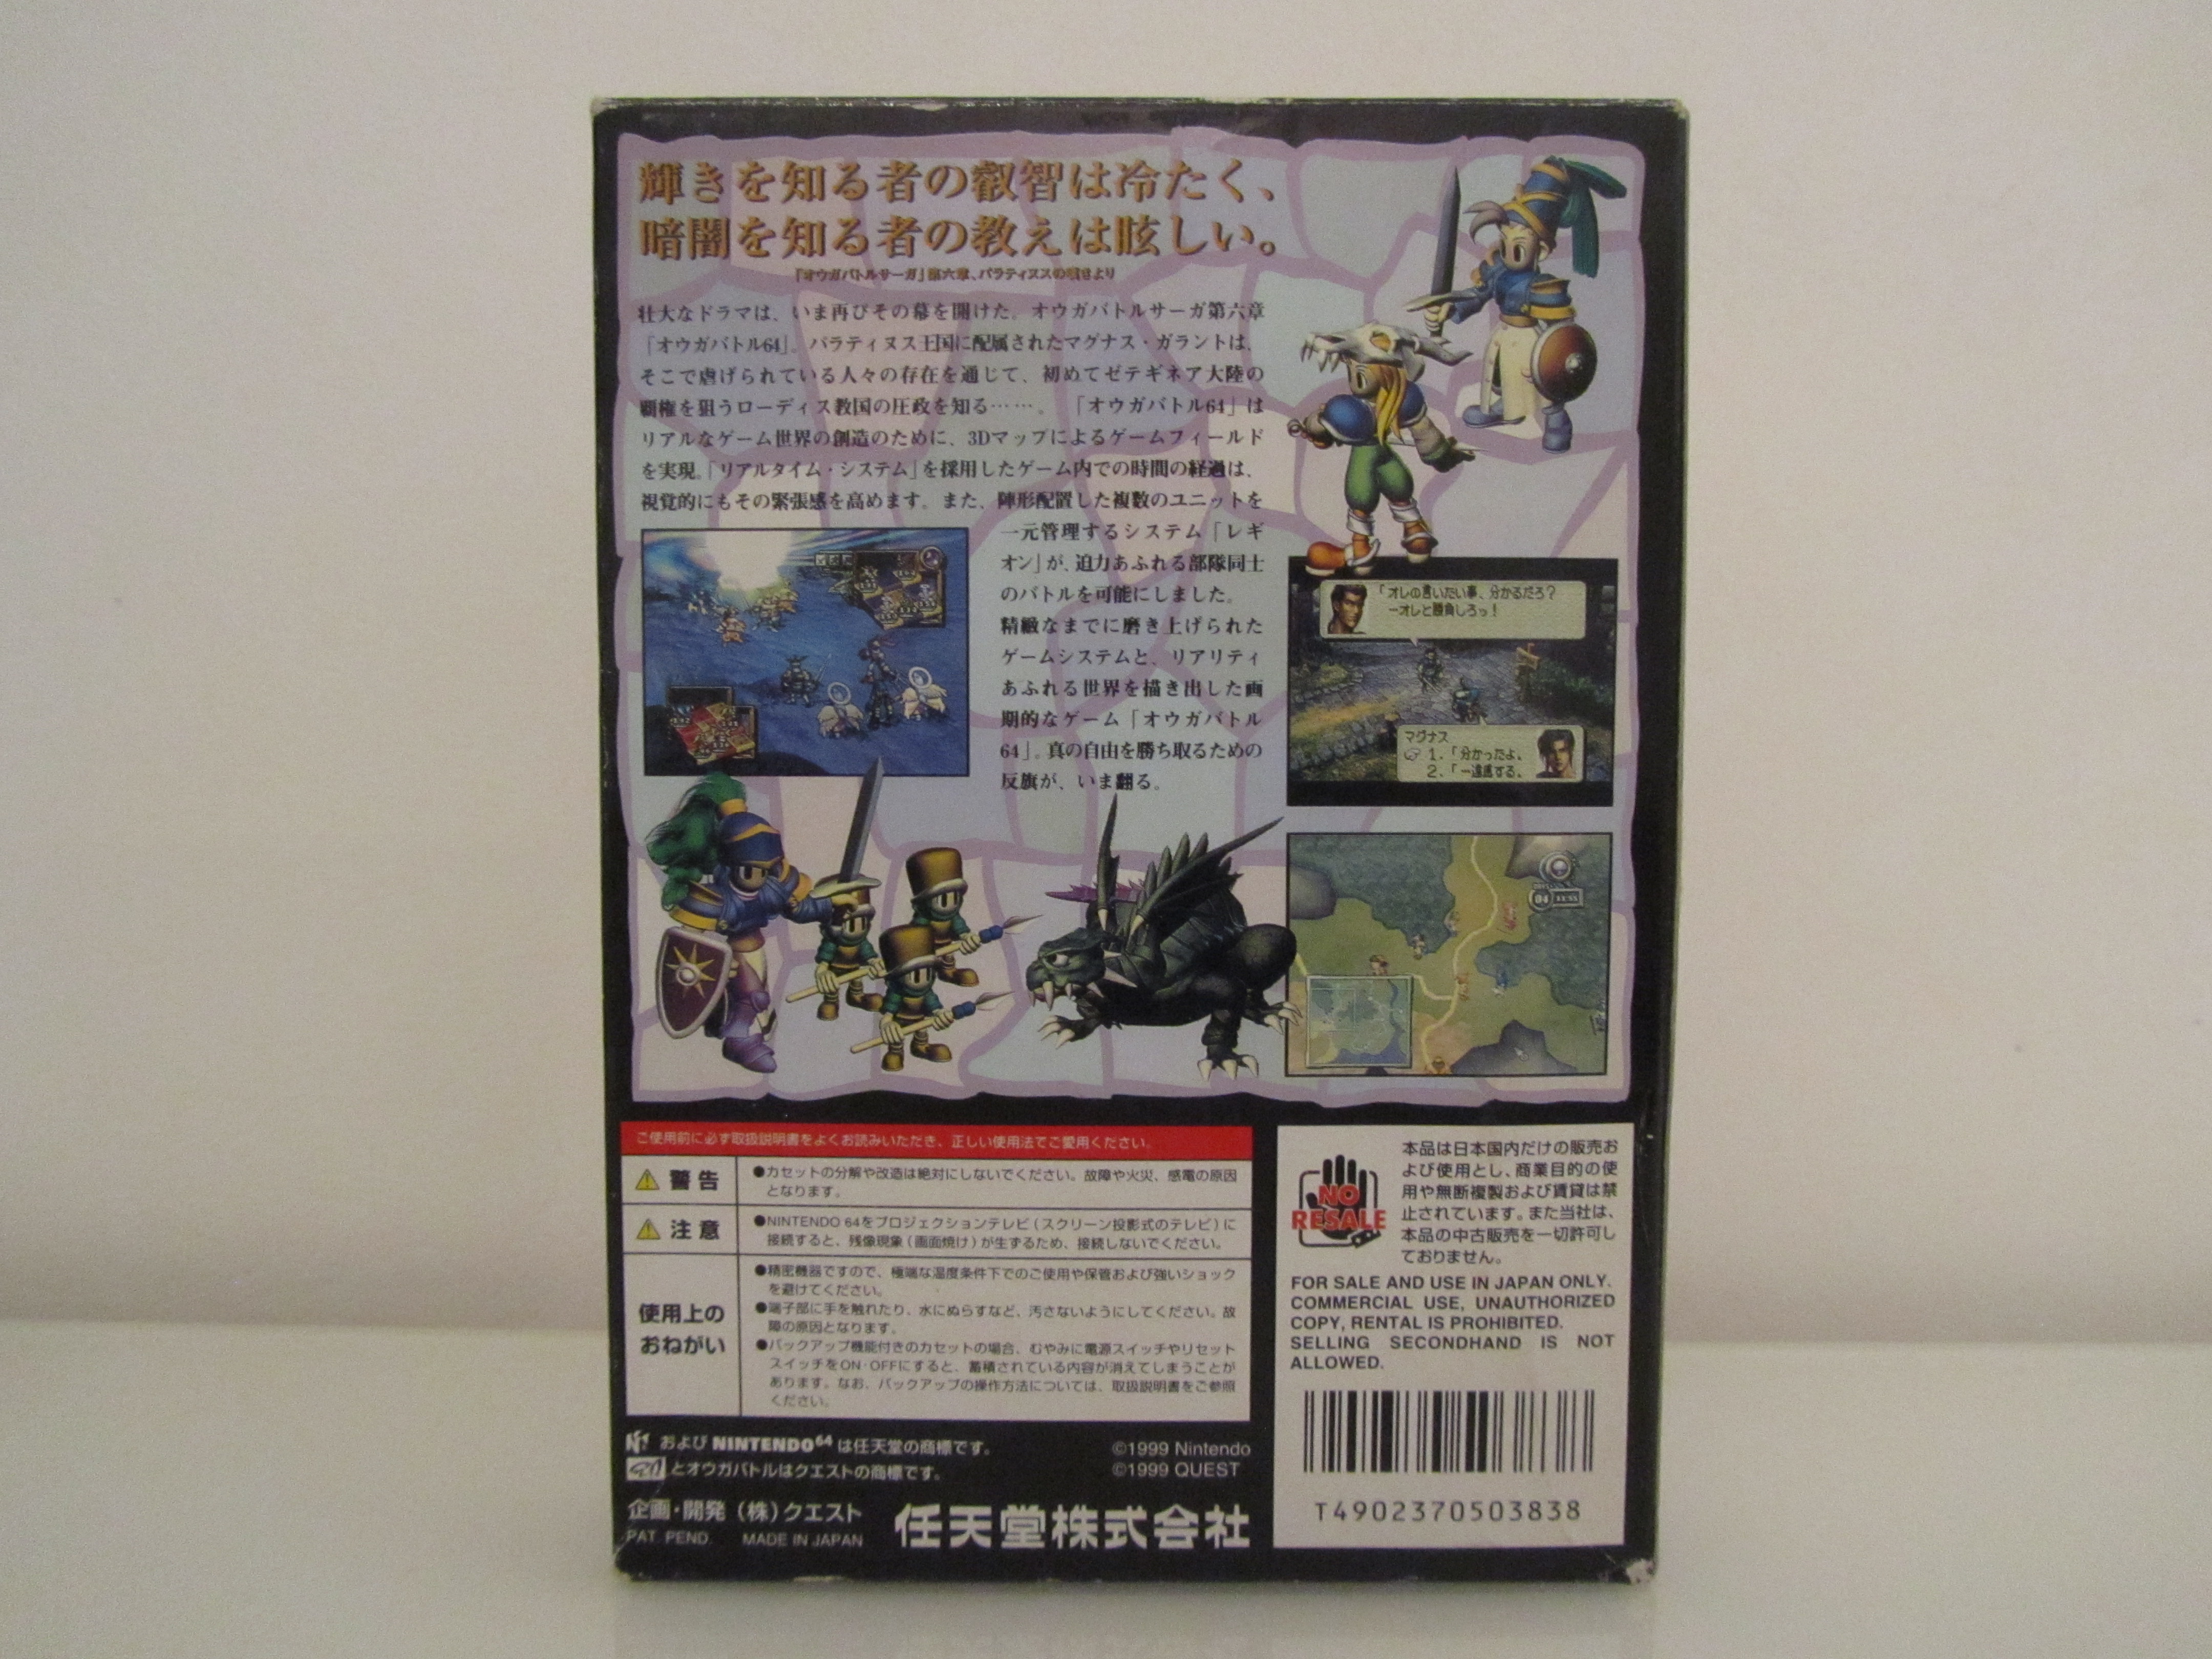 輝きを知る者の叡智は冷たく、
暗闇を知る者の教えは眩しい。
「オウガバトルサーガ」第六章、パラティヌスの嘆きより
壮大なドラマは、いま再びその幕を開けた。オウガバトルサーガ第六章
「オウガバトル64」。パラティヌス王国に配属されたマグナス・ガラントは、
そこで虐げられている人々の存在を通じて、初めてゼテギネア大陸の
覇権を狙うローディス教国の圧政を知る……。「オウガバトル64」は
リアルなゲーム世界の創造のために、3Dマップによるゲームフィールド
を実現。「リアルタイム・システム」を採用したゲーム内での時間の経過は、
視覚的にもその緊張感を高めます。また、陣形配置した複数のユニットを
一元管理するシステム「レギ
オン」が、迫力あふれる部隊同士
のバトルを可能にしました。
精緻なまでに磨き上げられた
ゲームシステムと、リアリティ
あふれる世界を描き出した画
期的なゲーム「オウガバトル
64」。真の自由を勝ち取るための
反旗が、いま翻る。
「オレの言いたい事、分かるだろ?
―オレと勝負しろっ!
マグナス
1.「分かったよ。
2.「―遠慮する。
ご使用前に必ず取扱説明書をよくお読みいただき、正しい使用法でご愛用ください。
警告
●カセットの分解や改造は絶対にしないでください。故障や火災、感電の原因
となります。
注意
●NINTENDO 64をプロジェクションテレビ(スクリーン投影式のテレビ)に
接続すると、残像現象(画面焼け)が生ずるため、接続しないでください。
使用上の
おねがい
●精密機器ですので、極端な温度条件下でのご使用や保管および強いショック
を避けてください。
●端子部に手を触れたり、水にぬらすなど、汚さないようにしてください。故
障の原因となります。
●バックアップ機能付きのカセットの場合、むやみに電源スイッチやリセット
スイッチをON・OFFにすると、蓄積されている内容が消えてしまうことが
あります。なお、バックアップの操作方法については、取扱説明書をご参照
ください。
NO
RESALE
本品は日本国内だけの販売お
よび使用とし、商業目的の使
用や無断複製および賃貸は禁
止されています。また当社は、
本品の中古販売を一切許可し
ておりません。
FOR SALE AND USE IN JAPAN ONLY.
COMMERCIAL USE, UNAUTHORIZED
COPY, RENTAL IS PROHIBITED.
SELLING SECONDHAND IS NOT
ALLOWED.
T4902370503838
および NINTENDO64 は任天堂の商標です。
とオウガバトルはクエストの商標です。
©1999 Nintendo
©1999 QUEST
企画・開発 (株)クエスト
PAT. PEND. MADE IN JAPAN
任天堂株式会社